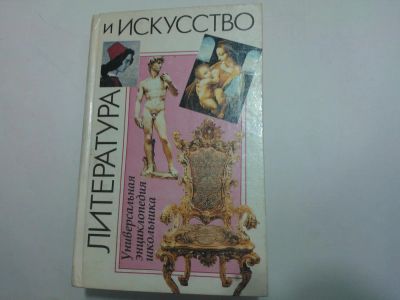 ЛИТЕРАТУРА
и ИСКУССТВО
Универсальная
энциклопедия
школьника